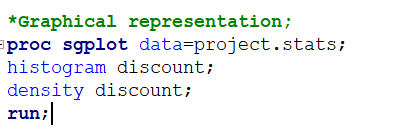 *Graphical representation;
proc sgplot data=project.stats;
histogram discount;
density discount;
run;